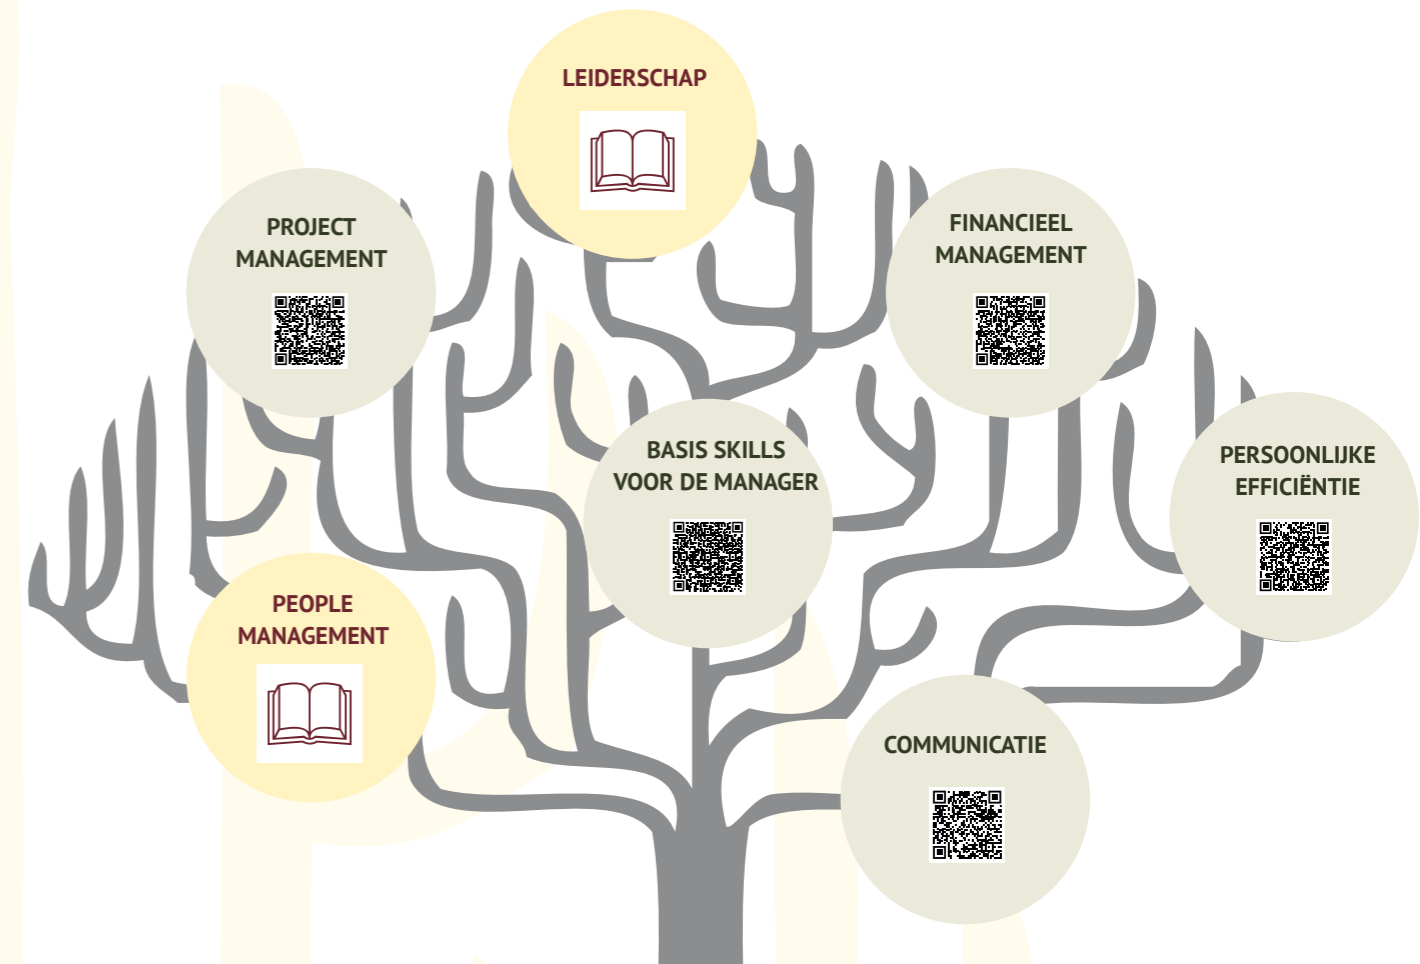 LEIDERSCHAP
PROJECT
MANAGEMENT
FINANCIEEL
MANAGEMENT
BASIS SKILLS
VOOR DE MANAGER
PERSOONLIJKE
EFFICIËNTIE
PEOPLE
MANAGEMENT
COMMUNICATIE